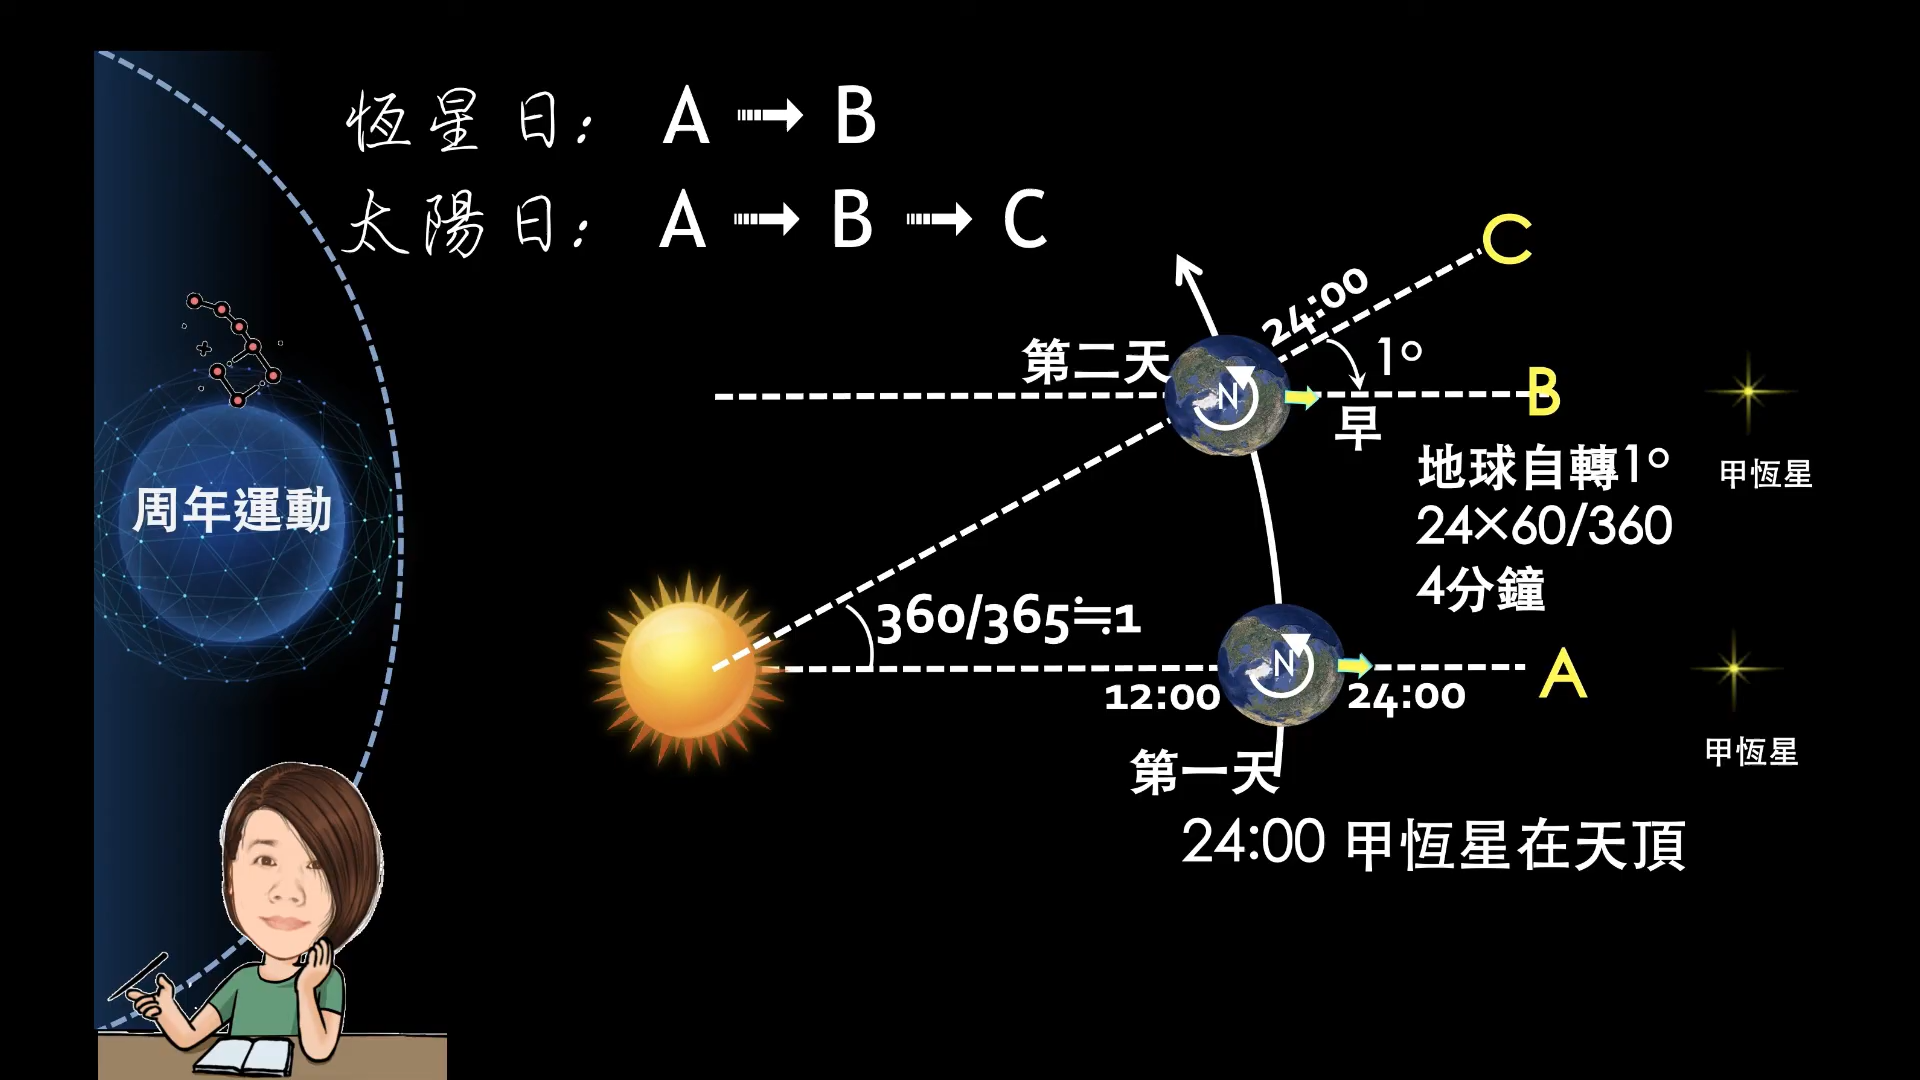 恆星日: A ➡ B
太陽日: A ➡ B ➡ C
C
24:00
第二天
1°
N
B
早
地球自轉1°
24×60/360
4分鐘
甲恆星
周年運動
360/365≒1
N
12:00
24:00
A
甲恆星
第一天
24:00 甲恆星在天頂